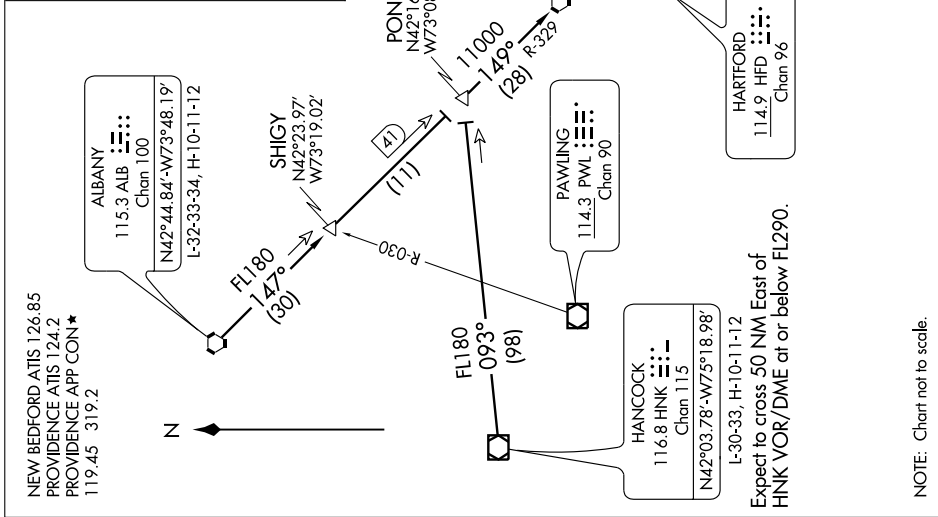 NEW BEDFORD ATIS 126.85
PROVIDENCE ATIS 124.2
PROVIDENCE APP CON★
119.45 319.2
N
ALBANY
115.3 ALB
Chan 100
N42°44.84'-W73°48.19'
L-32-33-34, H-10-11-12
FL180
147°
(30)
SHIGY
N42°23.97'
W73°19.02'
41
(11)
PON
N42°16
W73°08
11000
149°
(28)
R-329
HARTFORD
114.9 HFD
Chan 96
R-030
FL180
093°
(98)
PAWLING
114.3 PWL
Chan 90
HANCOCK
116.8 HNK
Chan 115
N42°03.78'-W75°18.98'
L-30-33, H-10-11-12
Expect to cross 50 NM East of
HNK VOR/DME at or below FL290.
NOTE: Chart not to scale.